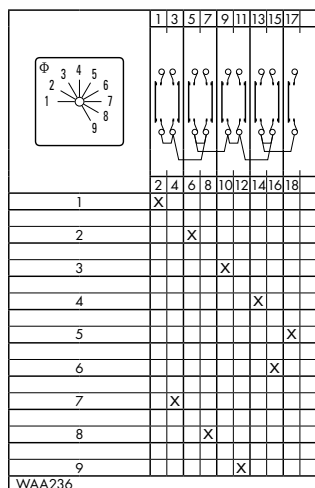 1 3 5 7 9 11 13 15 17
Φ
1 2 3 4 5 6 7 8 9
2 4 6 8 10 12 14 16 18
1 X
2 X
3 X
4 X
5 X
6 X
7 X
8 X
9 X
WAA236